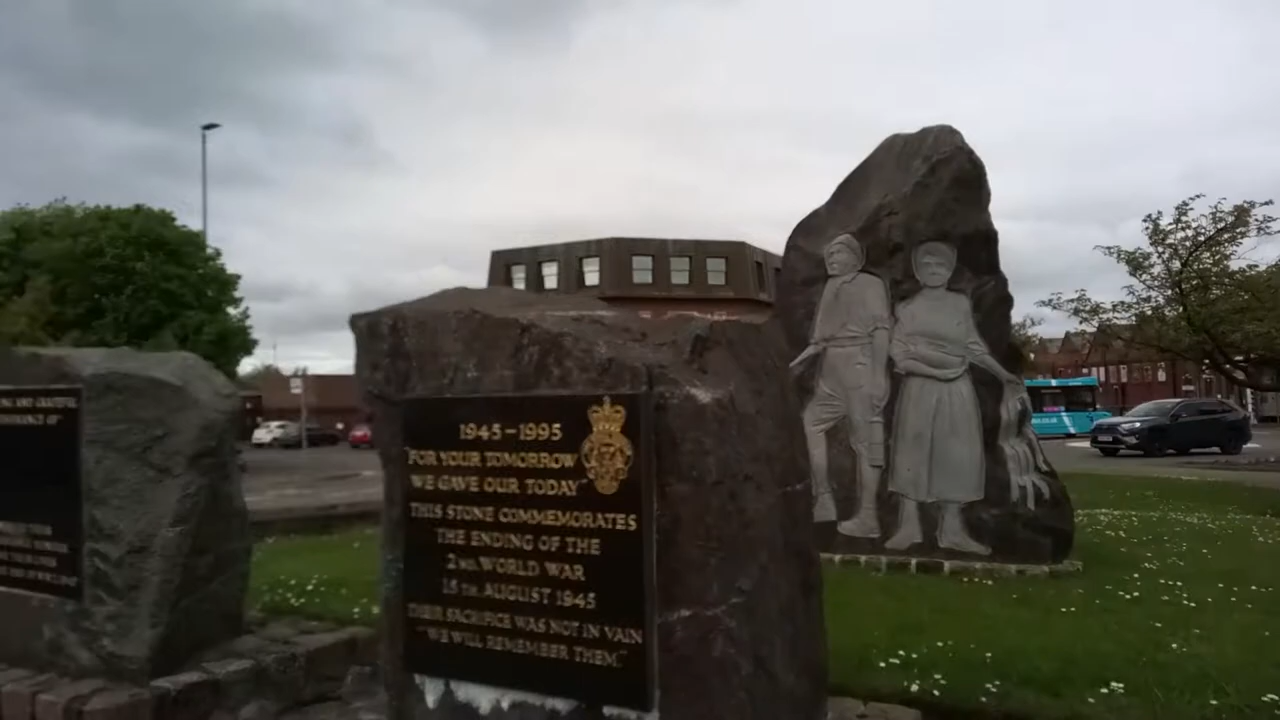 1945-1995
"FOR YOUR TOMORROW
WE GAVE OUR TODAY"
THIS STONE COMMEMORATES
THE ENDING OF THE
2ND WORLD WAR
15TH AUGUST 1945
THEIR SACRIFICE WAS NOT IN VAIN
"WE WILL REMEMBER THEM."